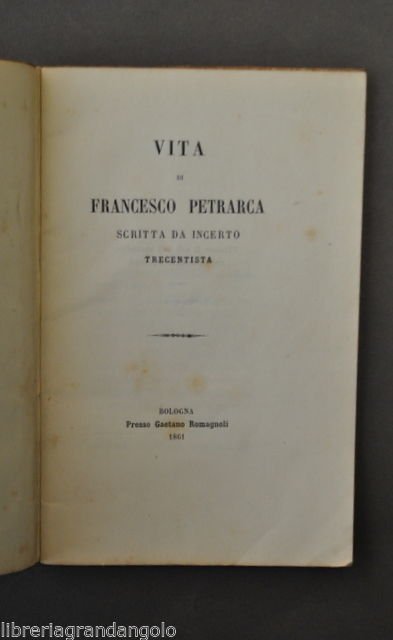 VITA
DI
FRANCESCO PETRARCA
SCRITTA DA INCERTO
TRECENTISTA
BOLOGNA
Presso Gaetano Romagnoli
1861
libreriagrandangolo